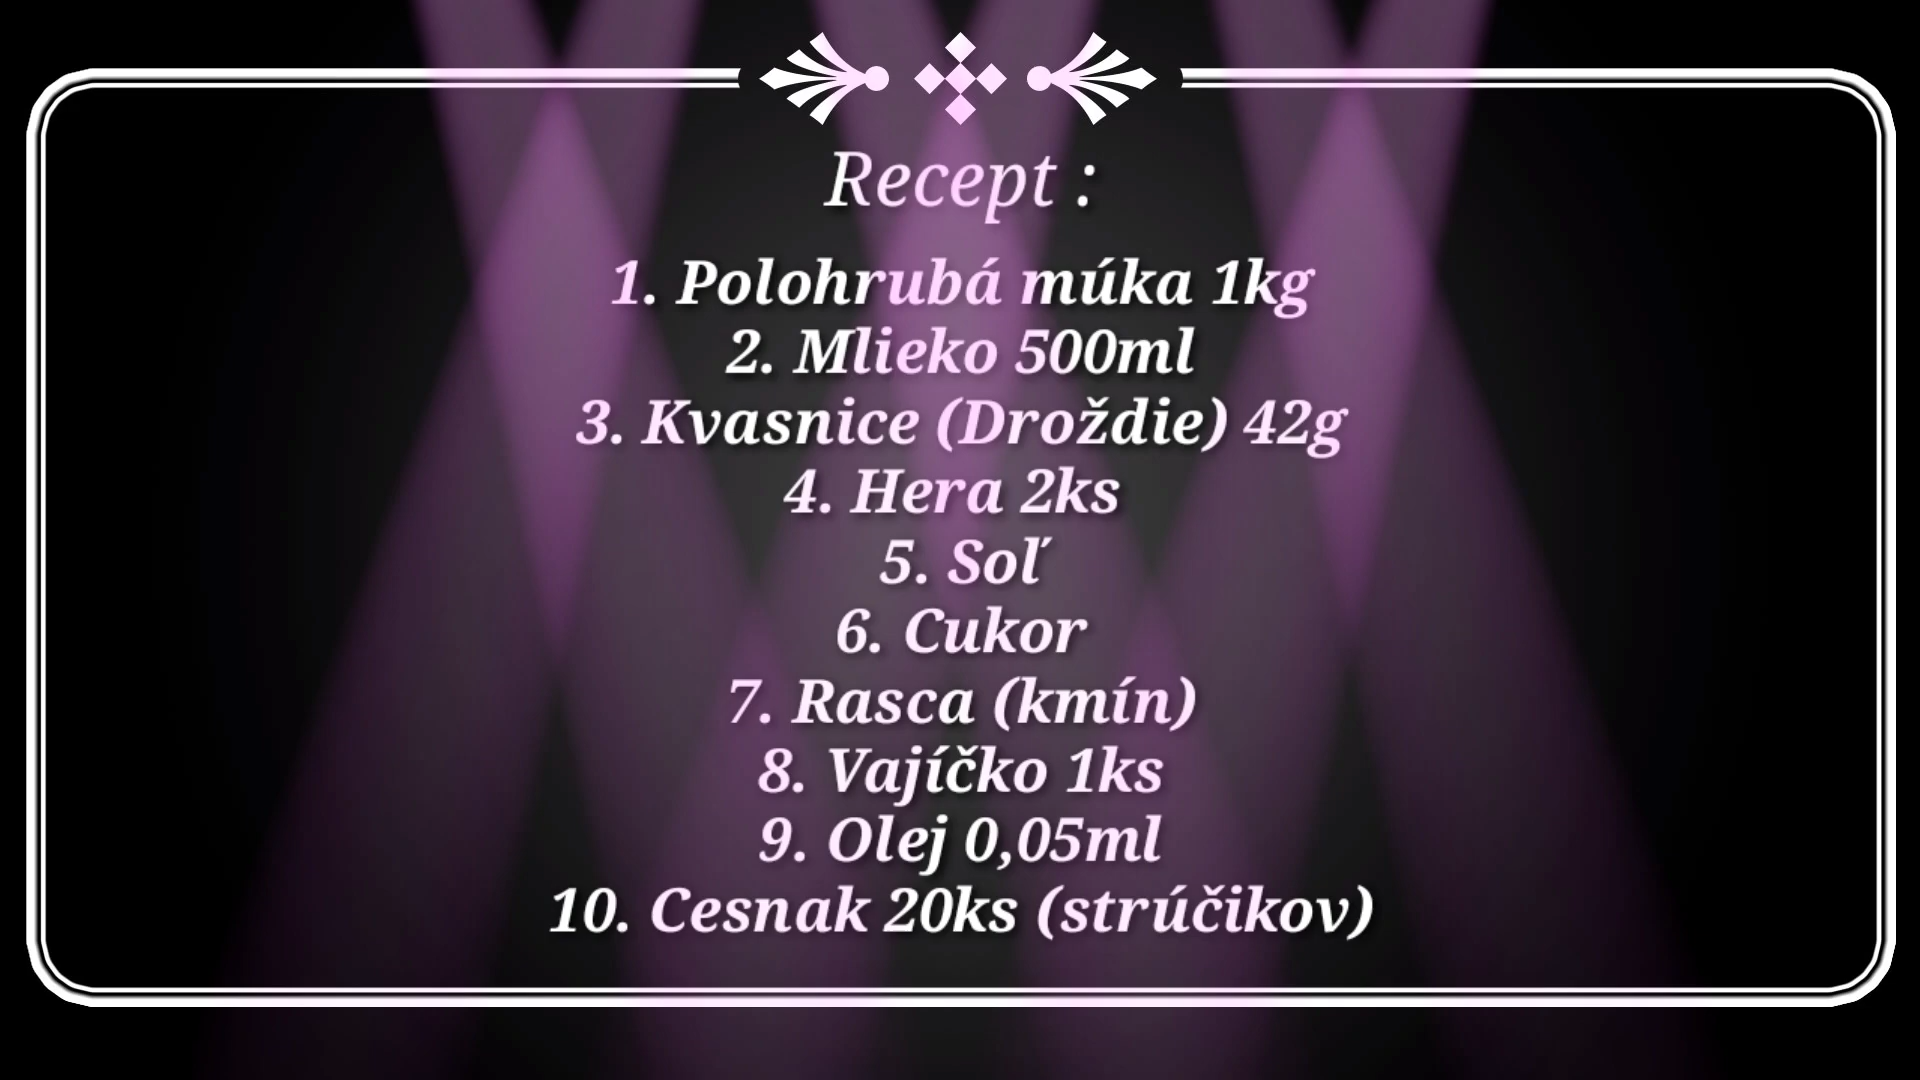 Recept :
1. Polohrubá múka 1kg
2. Mlieko 500ml
3. Kvasnice (Droždie) 42g
4. Hera 2ks
5. Soľ
6. Cukor
7. Rasca (kmín)
8. Vajíčko 1ks
9. Olej 0,05ml
10. Cesnak 20ks (strúčikov)